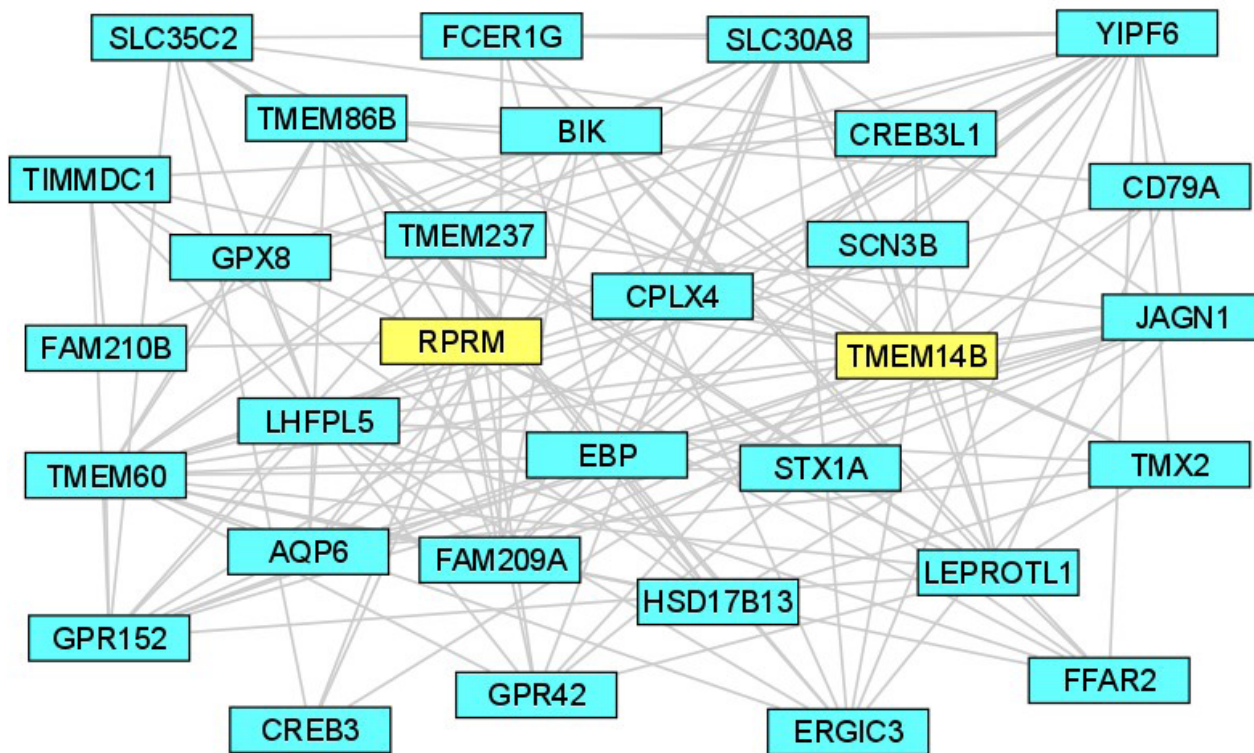 SLC35C2
FCER1G
SLC30A8
YIPF6
TMEM86B
BIK
CREB3L1
TIMMDC1
CD79A
TMEM237
SCN3B
GPX8
CPLX4
JAGN1
FAM210B
RPRM
TMEM14B
LHFPL5
EBP
STX1A
TMX2
TMEM60
AQP6
FAM209A
LEPROTL1
HSD17B13
GPR152
GPR42
FFAR2
CREB3
ERGIC3